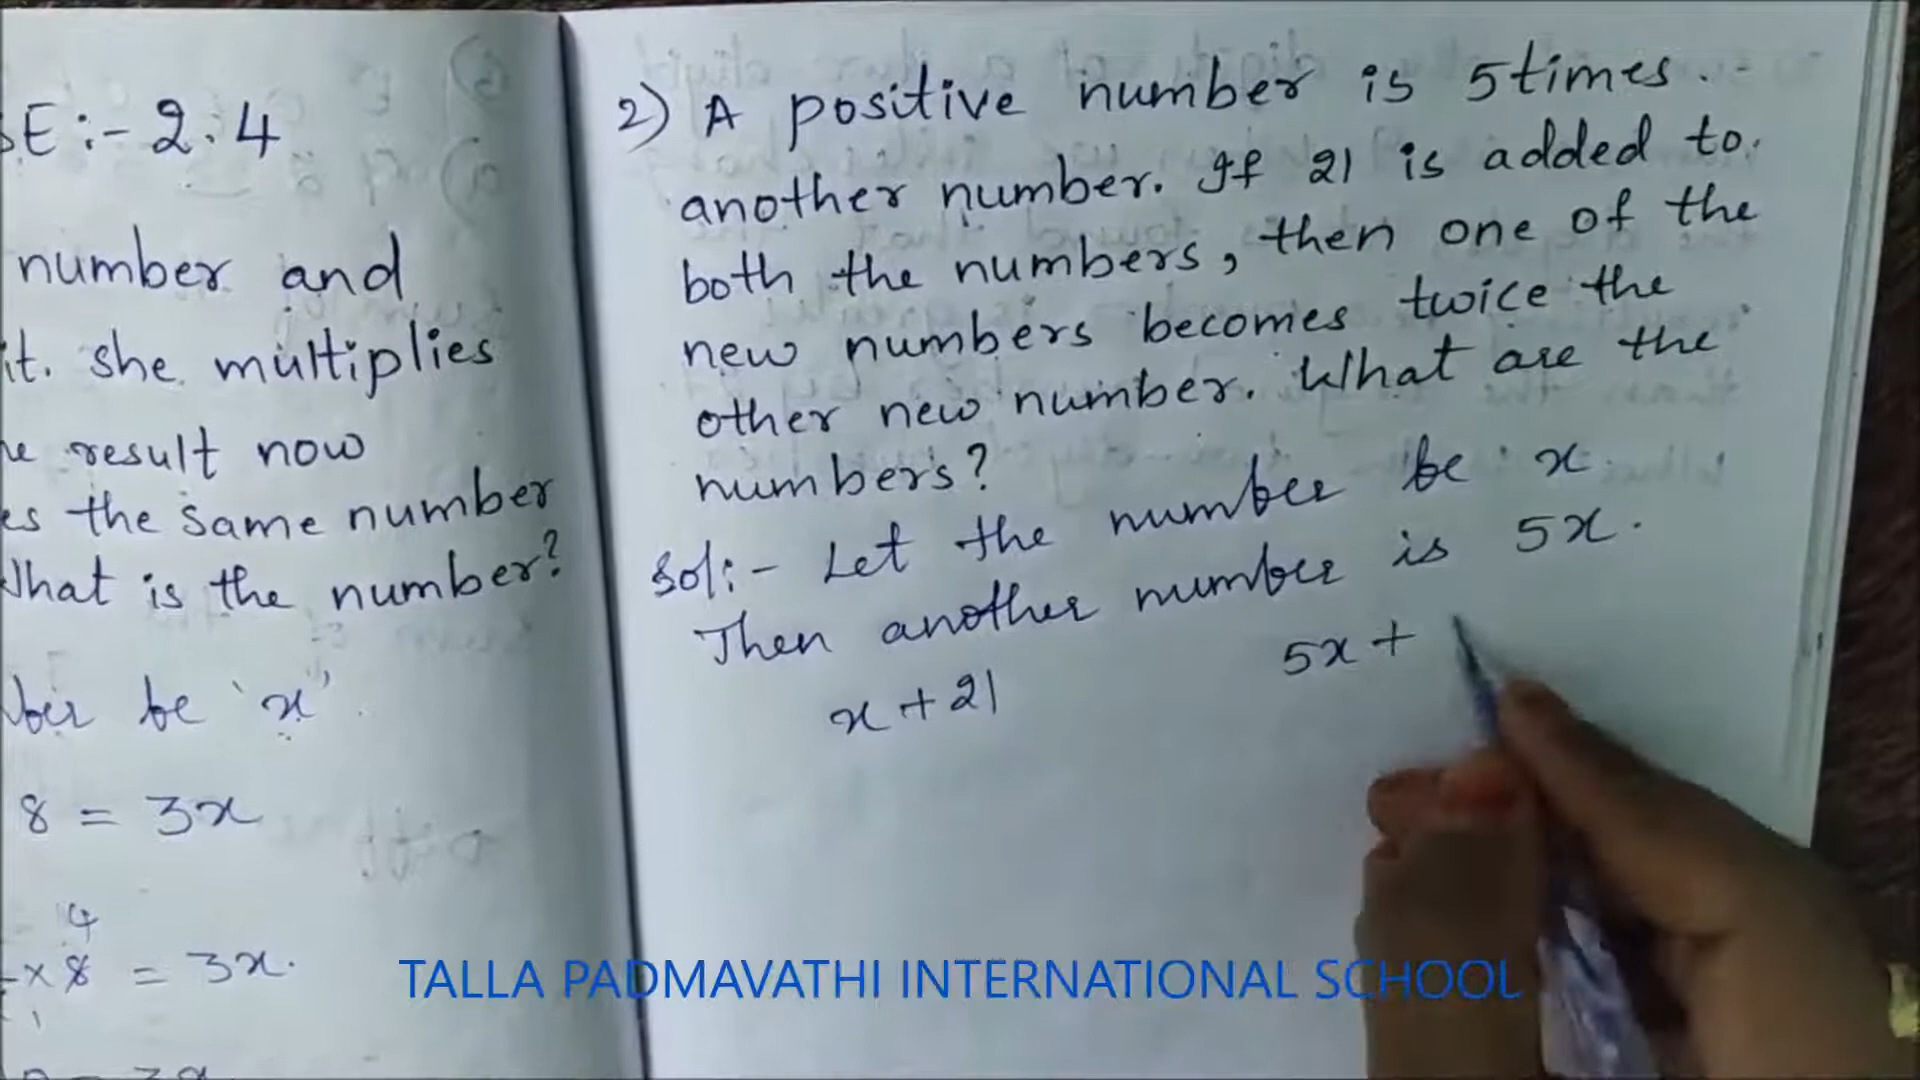 E:- 2.4
number and
it. she multiplies
result now
es the same number
What is the number?
be 'x'
8 = 3x
4
x 8 = 3x.
1
2) A positive number is 5 times
another number. If 21 is added to
both the numbers, then one of the
new numbers becomes twice the
other new number. What are the
numbers?
Sol:- Let the number be x
Then another number is 5x.
x + 21 5x +
TALLA PADMAVATHI INTERNATIONAL SCHOOL